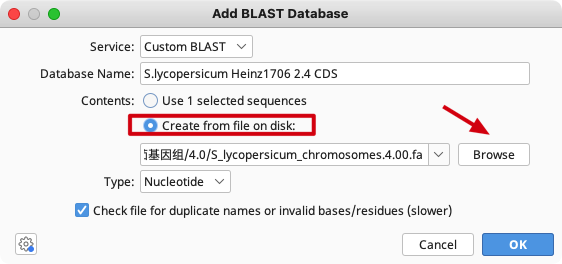 Add BLAST Database
Service: Custom BLAST
Database Name: S.lycopersicum Heinz1706 2.4 CDS
Contents: Use 1 selected sequences
Create from file on disk:
基因组/4.0/S_lycopersicum_chromosomes.4.00.fa Browse
Type: Nucleotide
Check file for duplicate names or invalid bases/residues (slower)
Cancel OK